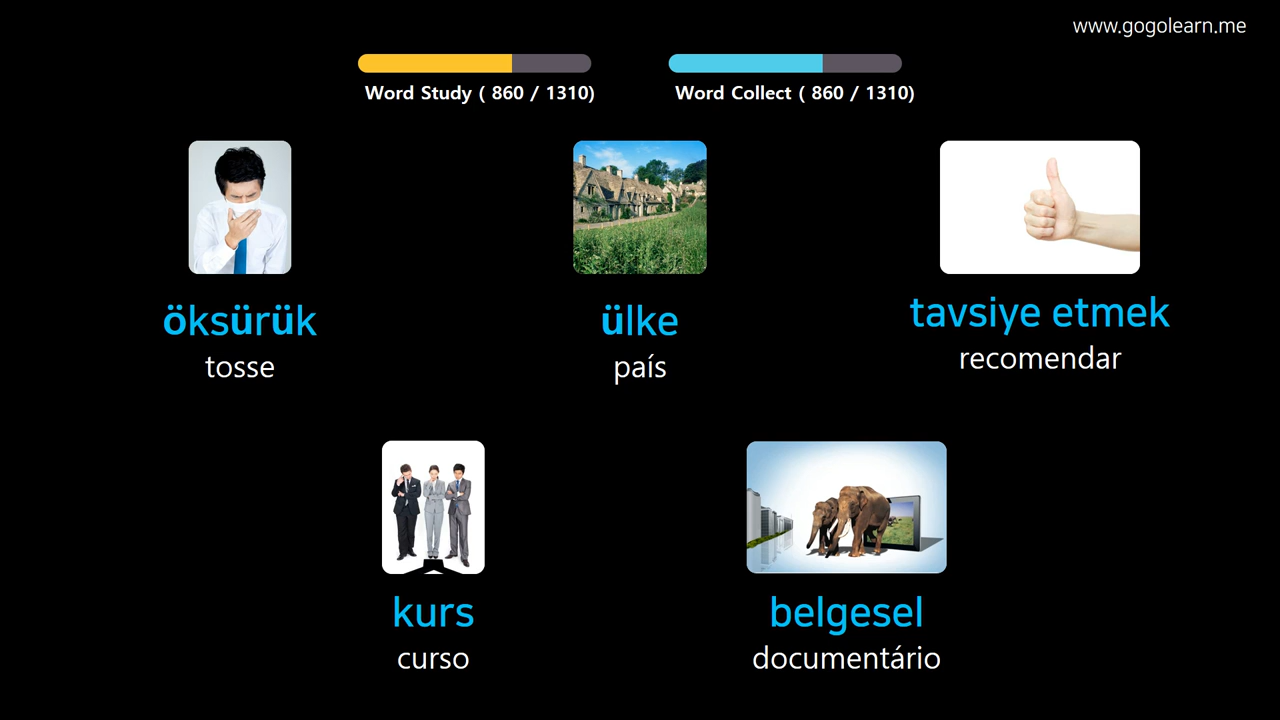 www.gogolearn.me
Word Study ( 860 / 1310)
Word Collect ( 860 / 1310)
öksürük
tosse
ülke
país
tavsiye etmek
recomendar
kurs
curso
belgesel
documentário